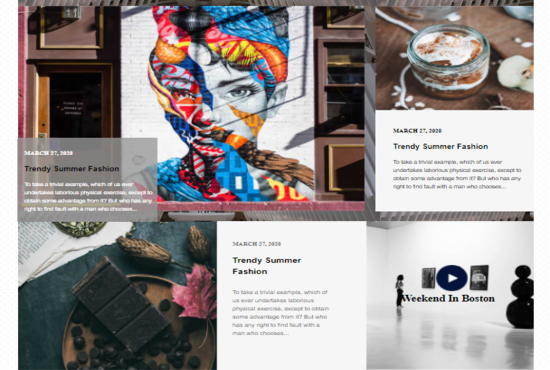 MARCH 27, 2020
Trendy Summer Fashion
To take a trivial example, which of us ever
undertakes laborious physical exercise, except to
obtain some advantage from it? But who has any
right to find fault with a man who chooses...
MARCH 27, 2020
Trendy Summer Fashion
To take a trivial example, which of us ever
undertakes laborious physical exercise, except to
obtain some advantage from it? But who has any
right to find fault with a man who chooses...
MARCH 27, 2020
Trendy Summer
Fashion
To take a trivial example, which of
us ever undertakes laborious
physical exercise, except to obtain
some advantage from it? But who
has any right to find fault with a
man who chooses...
Weekend In Boston